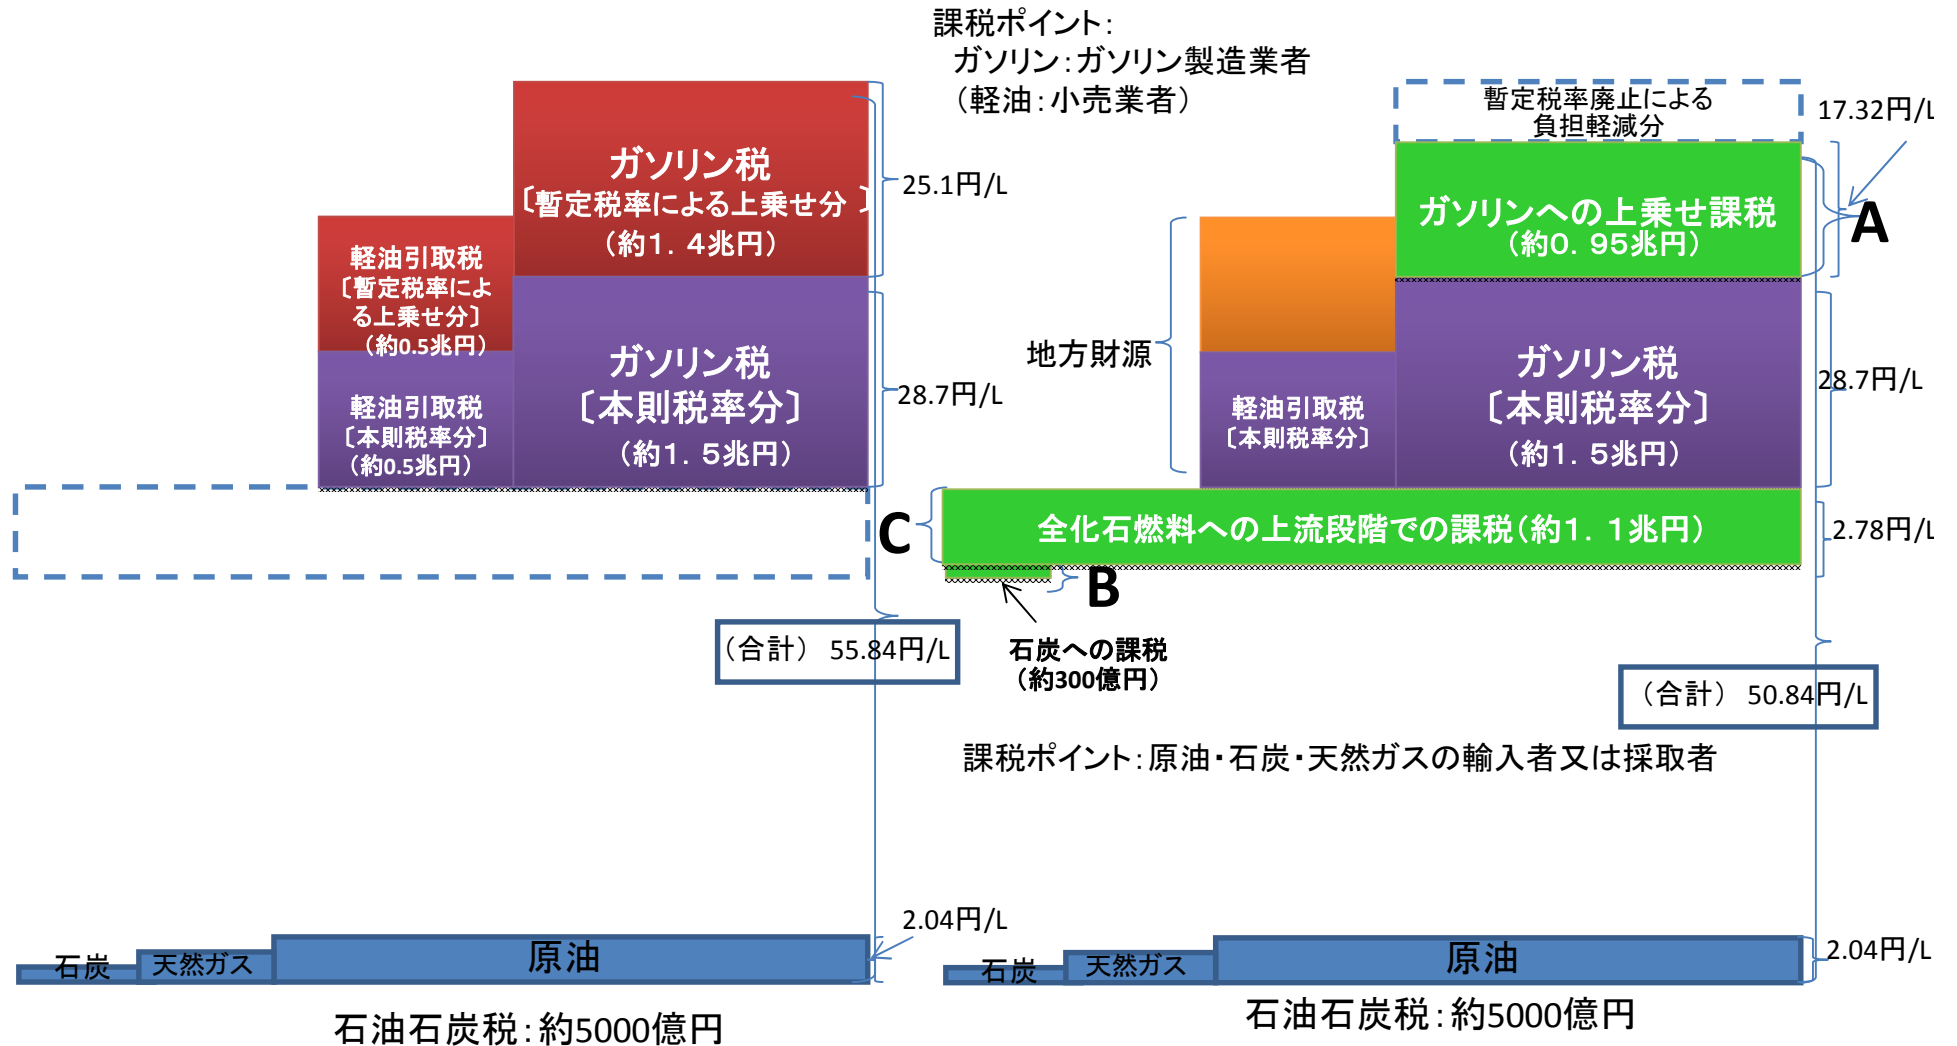 課税ポイント:
ガソリン:ガソリン製造業者
(軽油:小売業者)
ガソリン税
〔暫定税率による上乗せ分 〕
(約1.4兆円)
25.1円/L
軽油引取税
〔暫定税率によ
る上乗せ分〕
(約0.5兆円)
ガソリン税
〔本則税率分〕
(約1.5兆円)
28.7円/L
軽油引取税
〔本則税率分〕
(約0.5兆円)
(合計) 55.84円/L
2.04円/L
石炭
天然ガス
原油
石油石炭税:約5000億円
暫定税率廃止による
負担軽減分
17.32円/L
ガソリンへの上乗せ課税
(約0.95兆円)
A
地方財源
軽油引取税
〔本則税率分〕
ガソリン税
〔本則税率分〕
(約1.5兆円)
28.7円/L
C
全化石燃料への上流段階での課税(約1.1兆円)
2.78円/L
B
石炭への課税
(約300億円)
(合計) 50.84円/L
課税ポイント:原油・石炭・天然ガスの輸入者又は採取者
石炭
天然ガス
原油
2.04円/L
石油石炭税:約5000億円